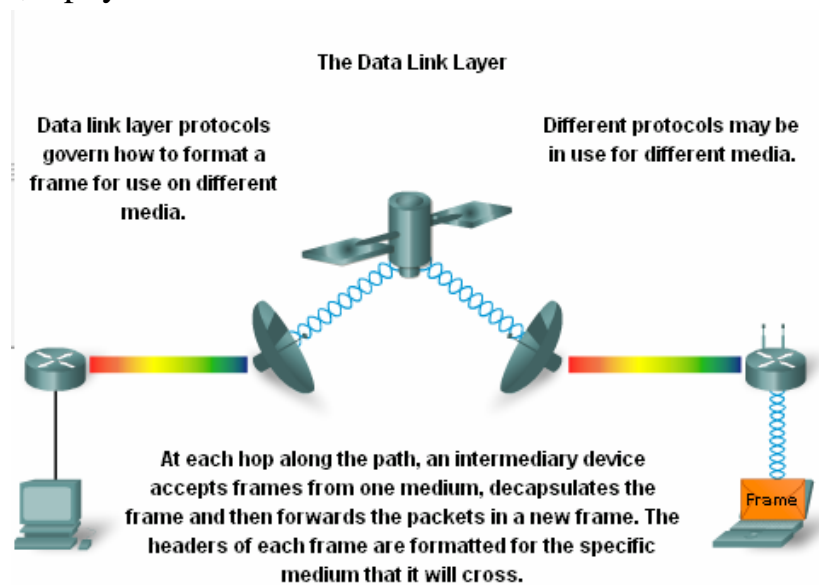 The Data Link Layer
Data link layer protocols
govern how to format a
frame for use on different
media.
Different protocols may be
in use for different media.
Frame
At each hop along the path, an intermediary device
accepts frames from one medium, decapsulates the
frame and then forwards the packets in a new frame. The
headers of each frame are formatted for the specific
medium that it will cross.